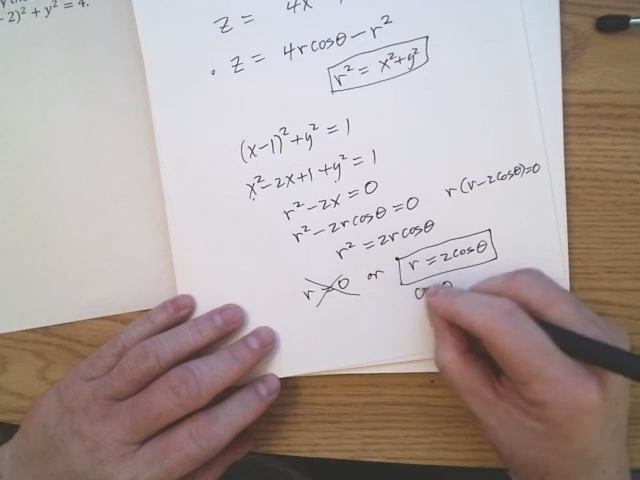 - 2)² + y² = 4.
z = 4x
. z = 4r cosθ - r²
r² = x² + y²
(x-1)² + y² = 1
x² - 2x + 1 + y² = 1
r² - 2x = 0
r² - 2r cosθ = 0 r(r - 2cosθ) = 0
r² = 2r cosθ
r = 0 or r = 2cosθ